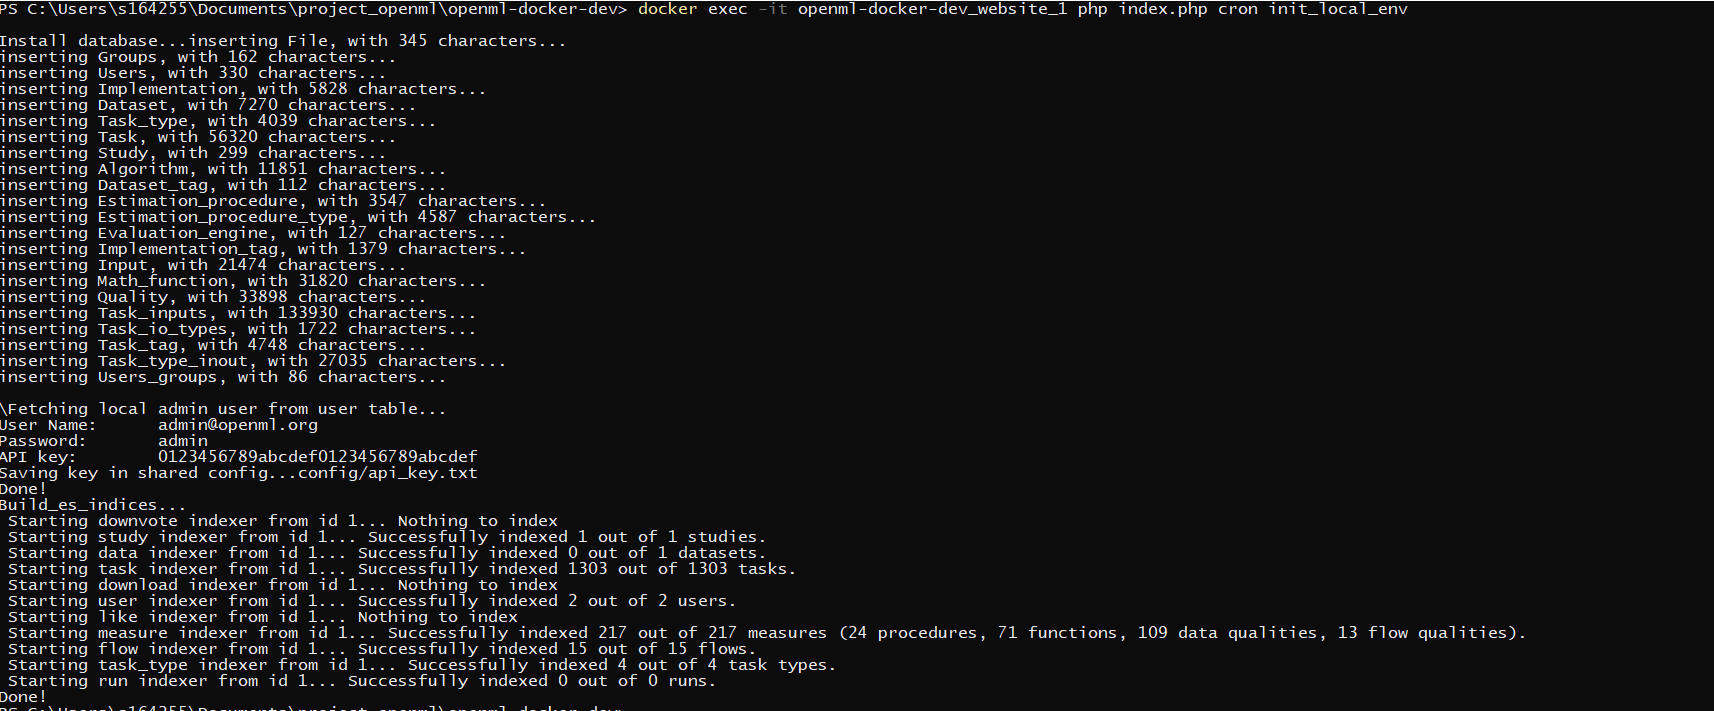 PS C:\Users\s164255\Documents\project_openml\openml-docker-dev> docker exec -it openml-docker-dev_website_1 php index.php cron init_local_env
Install database...inserting File, with 345 characters...
inserting Groups, with 162 characters...
inserting Users, with 330 characters...
inserting Implementation, with 5828 characters...
inserting Dataset, with 7270 characters...
inserting Task_type, with 4039 characters...
inserting Task, with 56320 characters...
inserting Study, with 299 characters...
inserting Algorithm, with 11851 characters...
inserting Dataset_tag, with 112 characters...
inserting Estimation_procedure, with 3547 characters...
inserting Estimation_procedure_type, with 4587 characters...
inserting Evaluation_engine, with 127 characters...
inserting Implementation_tag, with 1379 characters...
inserting Input, with 21474 characters...
inserting Math_function, with 31820 characters...
inserting Quality, with 33898 characters...
inserting Task_inputs, with 133930 characters...
inserting Task_io_types, with 1722 characters...
inserting Task_tag, with 4748 characters...
inserting Task_type_inout, with 27035 characters...
inserting Users_groups, with 86 characters...
\Fetching local admin user from user table...
User Name:      admin@openml.org
Password:       admin
API key:        0123456789abcdef0123456789abcdef
Saving key in shared config...config/api_key.txt
Done!
Build_es_indices...
Starting downvote indexer from id 1... Nothing to index
Starting study indexer from id 1... Successfully indexed 1 out of 1 studies.
Starting data indexer from id 1... Successfully indexed 0 out of 1 datasets.
Starting task indexer from id 1... Successfully indexed 1303 out of 1303 tasks.
Starting download indexer from id 1... Nothing to index
Starting user indexer from id 1... Successfully indexed 2 out of 2 users.
Starting like indexer from id 1... Nothing to index
Starting measure indexer from id 1... Successfully indexed 217 out of 217 measures (24 procedures, 71 functions, 109 data qualities, 13 flow qualities).
Starting flow indexer from id 1... Successfully indexed 15 out of 15 flows.
Starting task_type indexer from id 1... Successfully indexed 4 out of 4 task types.
Starting run indexer from id 1... Successfully indexed 0 out of 0 runs.
Done!
PS C:\Users\s164255\Documents\project_openml\openml-docker-dev>